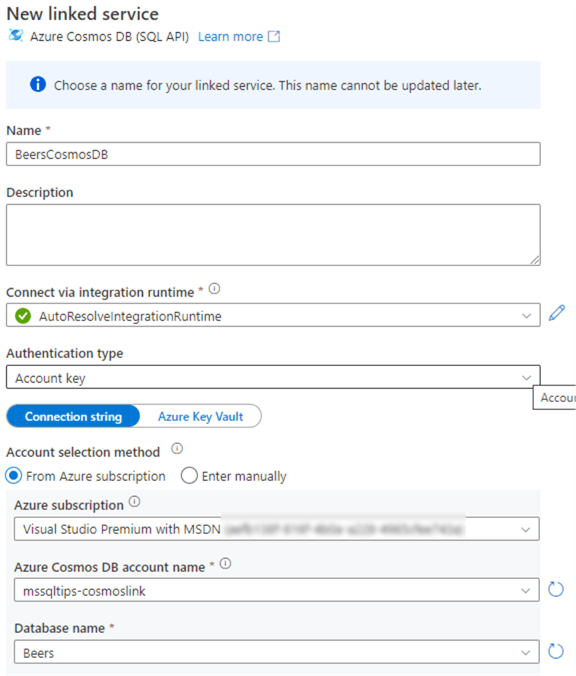 New linked service
Azure Cosmos DB (SQL API) Learn more
Choose a name for your linked service. This name cannot be updated later.
Name *
BeersCosmosDB
Description
Connect via integration runtime *
AutoResolveIntegrationRuntime
Authentication type
Account key
Accou
Connection string Azure Key Vault
Account selection method
From Azure subscription Enter manually
Azure subscription
Visual Studio Premium with MSDN
Azure Cosmos DB account name *
mssqltips-cosmoslink
Database name *
Beers